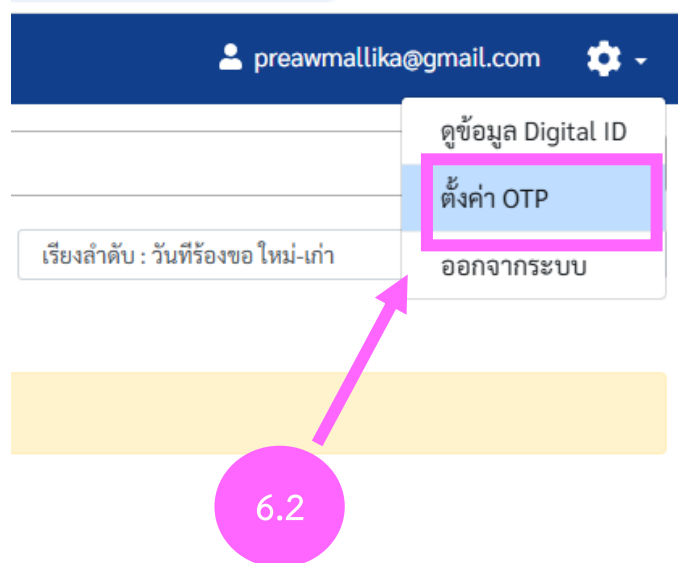 preawmallika@gmail.com
ดูข้อมูล Digital ID
ตั้งค่า OTP
เรียงลำดับ : วันที่ร้องขอ ใหม่-เก่า
ออกจากระบบ
6.2